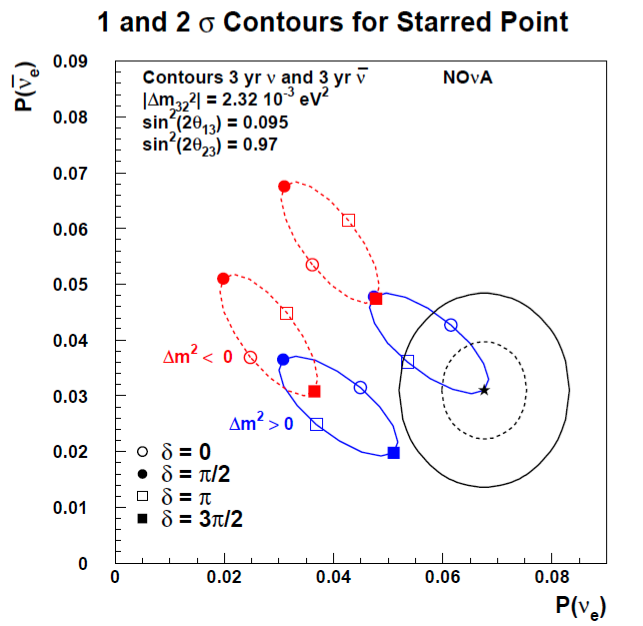 1 and 2 σ Contours for Starred Point
P(ν̅ₑ)
Contours 3 yr ν and 3 yr ν̅
NOνA
|Δm₃₂²| = 2.32 10⁻³ eV²
sin²(2θ₁₃) = 0.095
sin²(2θ₂₃) = 0.97
0.09
0.08
0.07
0.06
0.05
0.04
0.03
0.02
0.01
0
Δm² < 0
Δm² > 0
δ = 0
δ = π/2
δ = π
δ = 3π/2
0 0.02 0.04 0.06 0.08
P(νₑ)